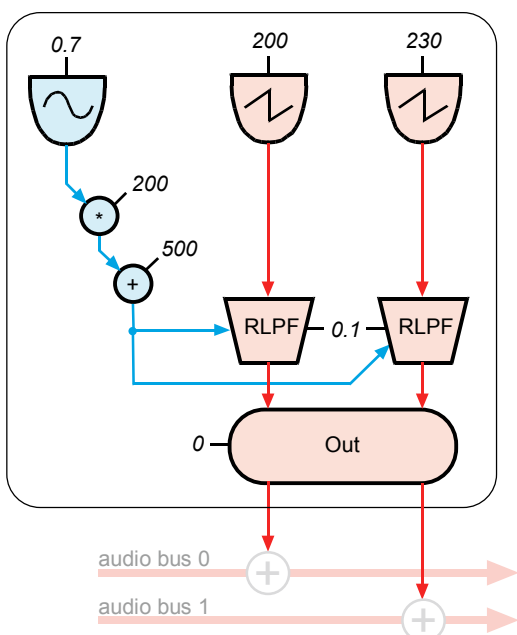 0.7 200 230
*
200
+
500
RLPF 0.1 RLPF
0 Out
audio bus 0
+
audio bus 1
+